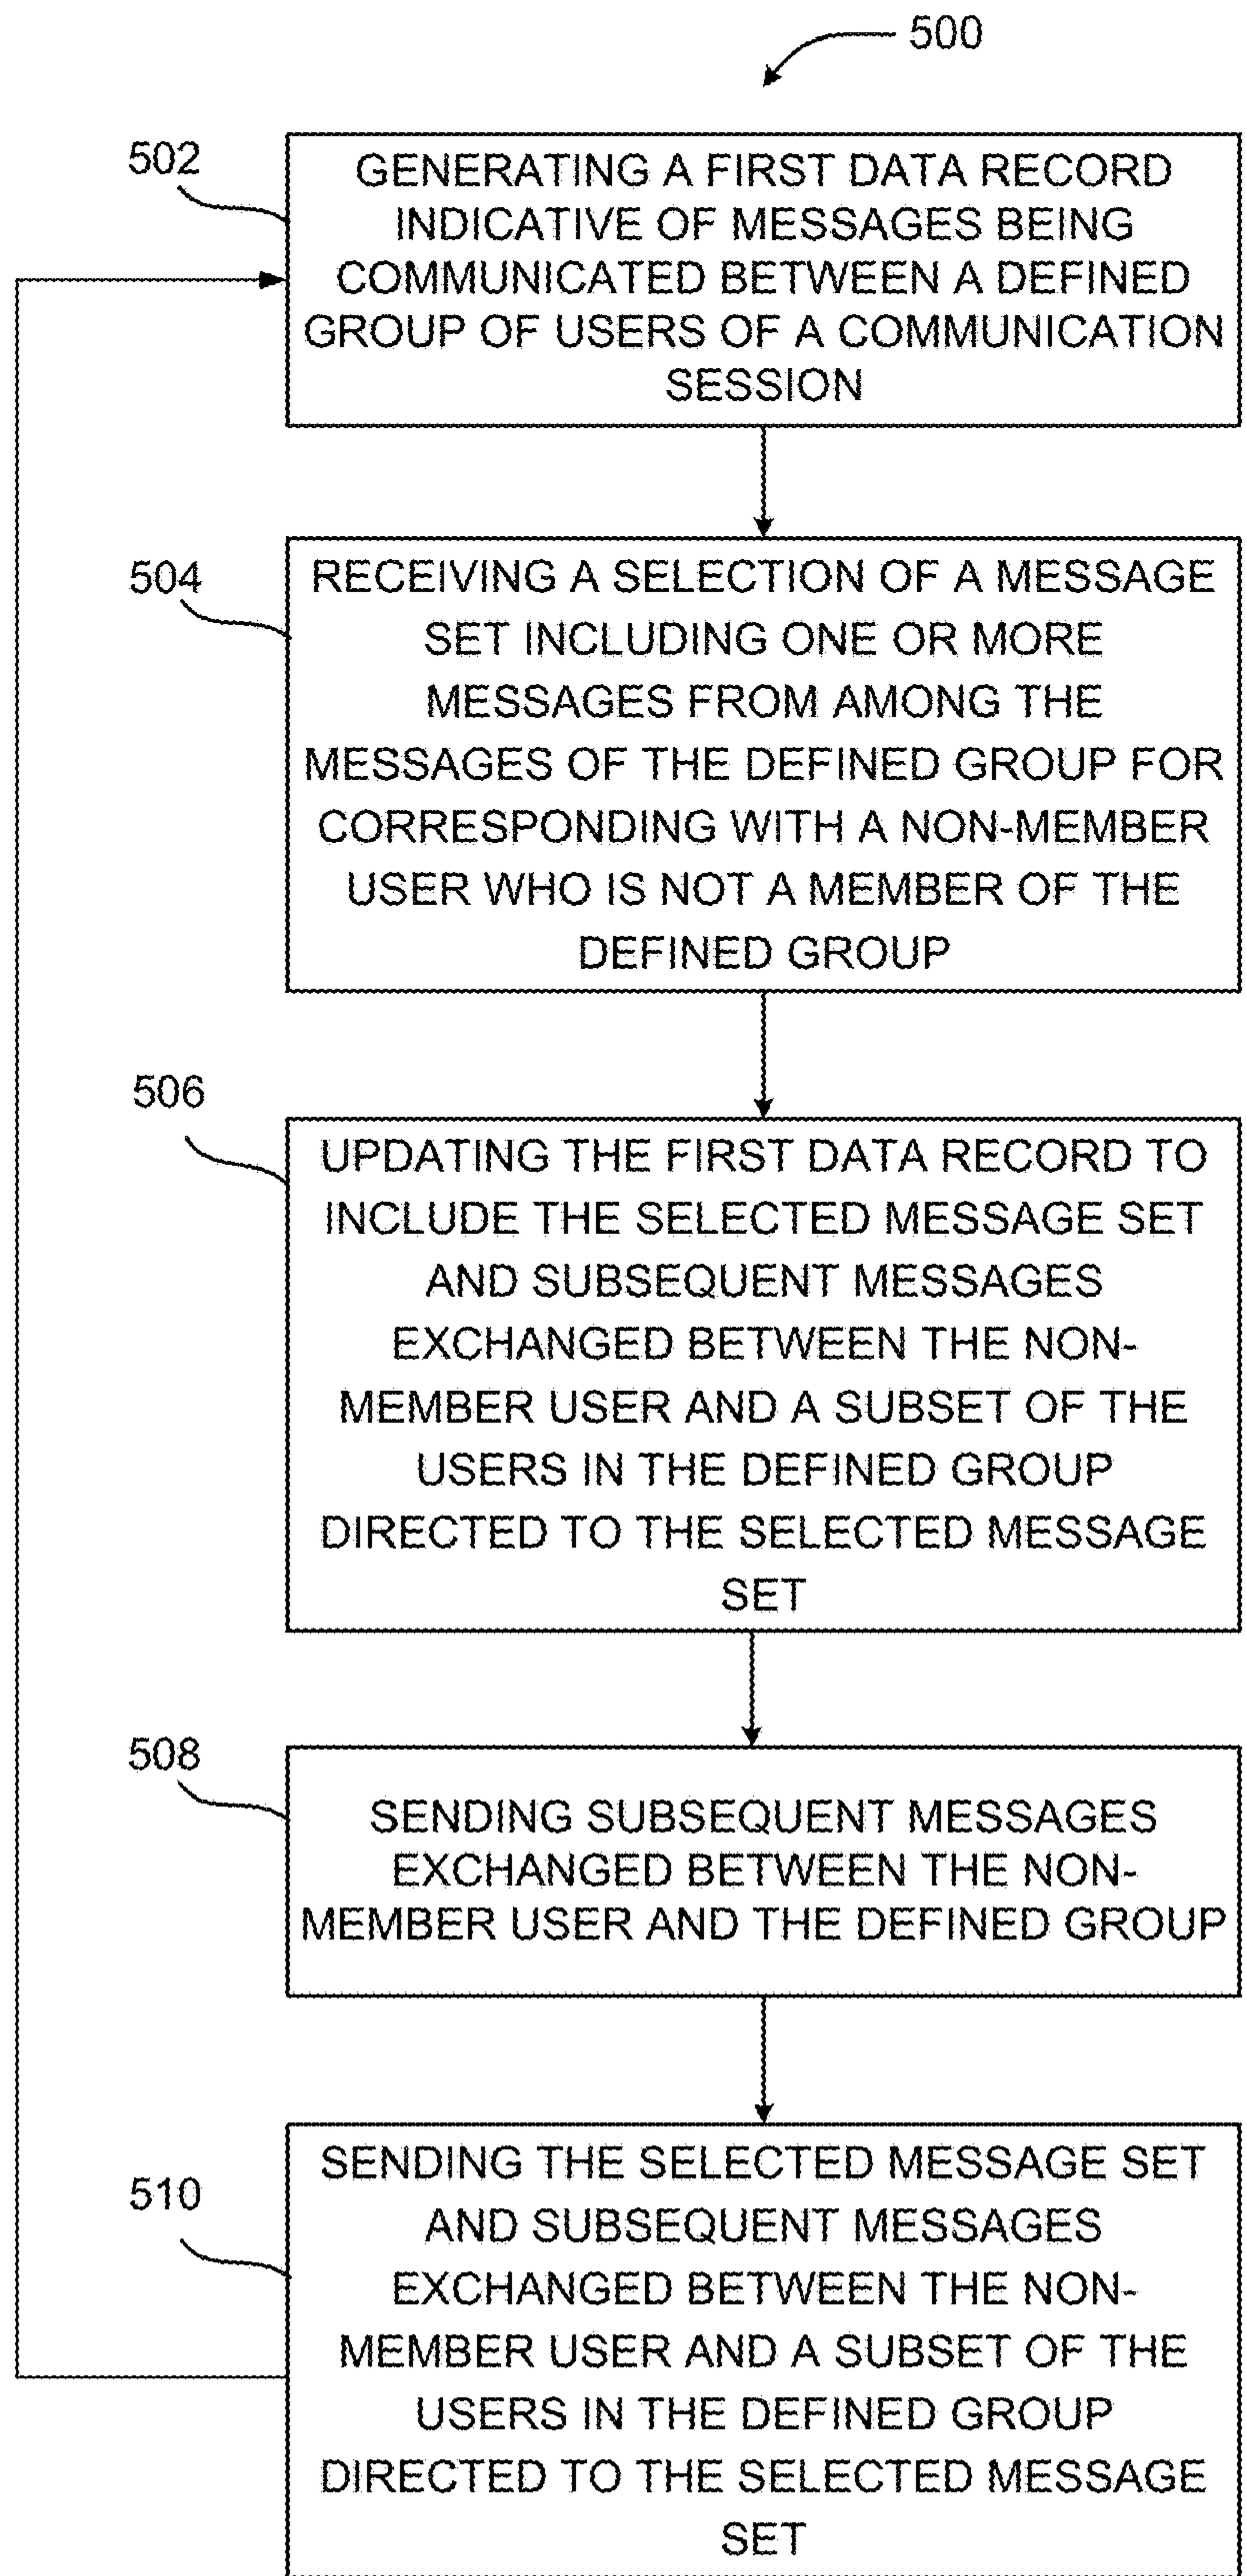 500
502
GENERATING A FIRST DATA RECORD
INDICATIVE OF MESSAGES BEING
COMMUNICATED BETWEEN A DEFINED
GROUP OF USERS OF A COMMUNICATION
SESSION
504
RECEIVING A SELECTION OF A MESSAGE
SET INCLUDING ONE OR MORE
MESSAGES FROM AMONG THE
MESSAGES OF THE DEFINED GROUP FOR
CORRESPONDING WITH A NON-MEMBER
USER WHO IS NOT A MEMBER OF THE
DEFINED GROUP
506
UPDATING THE FIRST DATA RECORD TO
INCLUDE THE SELECTED MESSAGE SET
AND SUBSEQUENT MESSAGES
EXCHANGED BETWEEN THE NON-
MEMBER USER AND A SUBSET OF THE
USERS IN THE DEFINED GROUP
DIRECTED TO THE SELECTED MESSAGE
SET
508
SENDING SUBSEQUENT MESSAGES
EXCHANGED BETWEEN THE NON-
MEMBER USER AND THE DEFINED GROUP
510
SENDING THE SELECTED MESSAGE SET
AND SUBSEQUENT MESSAGES
EXCHANGED BETWEEN THE NON-
MEMBER USER AND A SUBSET OF THE
USERS IN THE DEFINED GROUP
DIRECTED TO THE SELECTED MESSAGE
SET